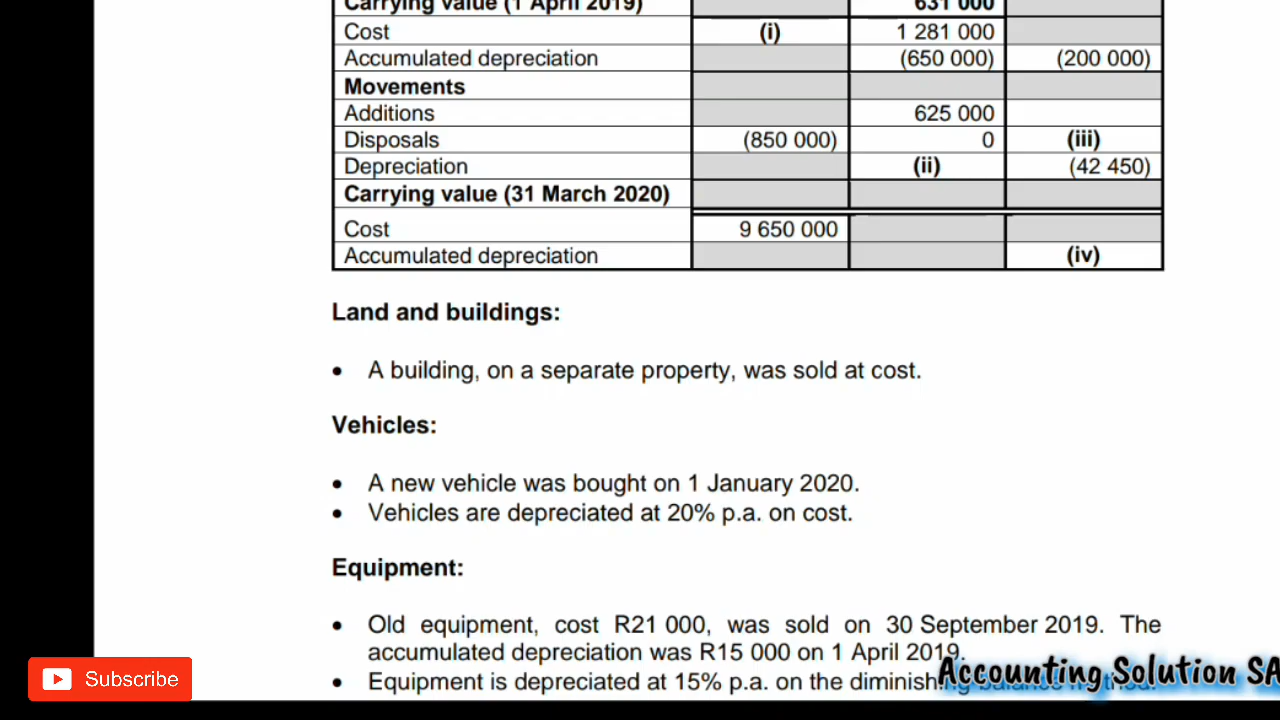 Carrying value (1 April 2019) 631 000
Cost (i) 1 281 000
Accumulated depreciation (650 000) (200 000)
Movements
Additions 625 000
Disposals (850 000) 0 (iii)
Depreciation (ii) (42 450)
Carrying value (31 March 2020)
Cost 9 650 000
Accumulated depreciation (iv)
Land and buildings:
• A building, on a separate property, was sold at cost.
Vehicles:
• A new vehicle was bought on 1 January 2020.
• Vehicles are depreciated at 20% p.a. on cost.
Equipment:
• Old equipment, cost R21 000, was sold on 30 September 2019. The
accumulated depreciation was R15 000 on 1 April 2019.
• Equipment is depreciated at 15% p.a. on the diminishing balance method.
Subscribe
Accounting Solution SA